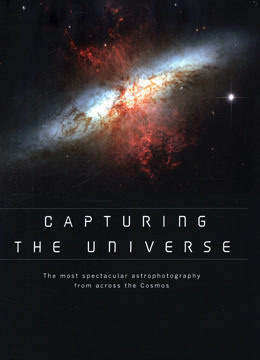 CAPTURING
THE UNIVERSE
The most spectacular astrophotography
from across the Cosmos